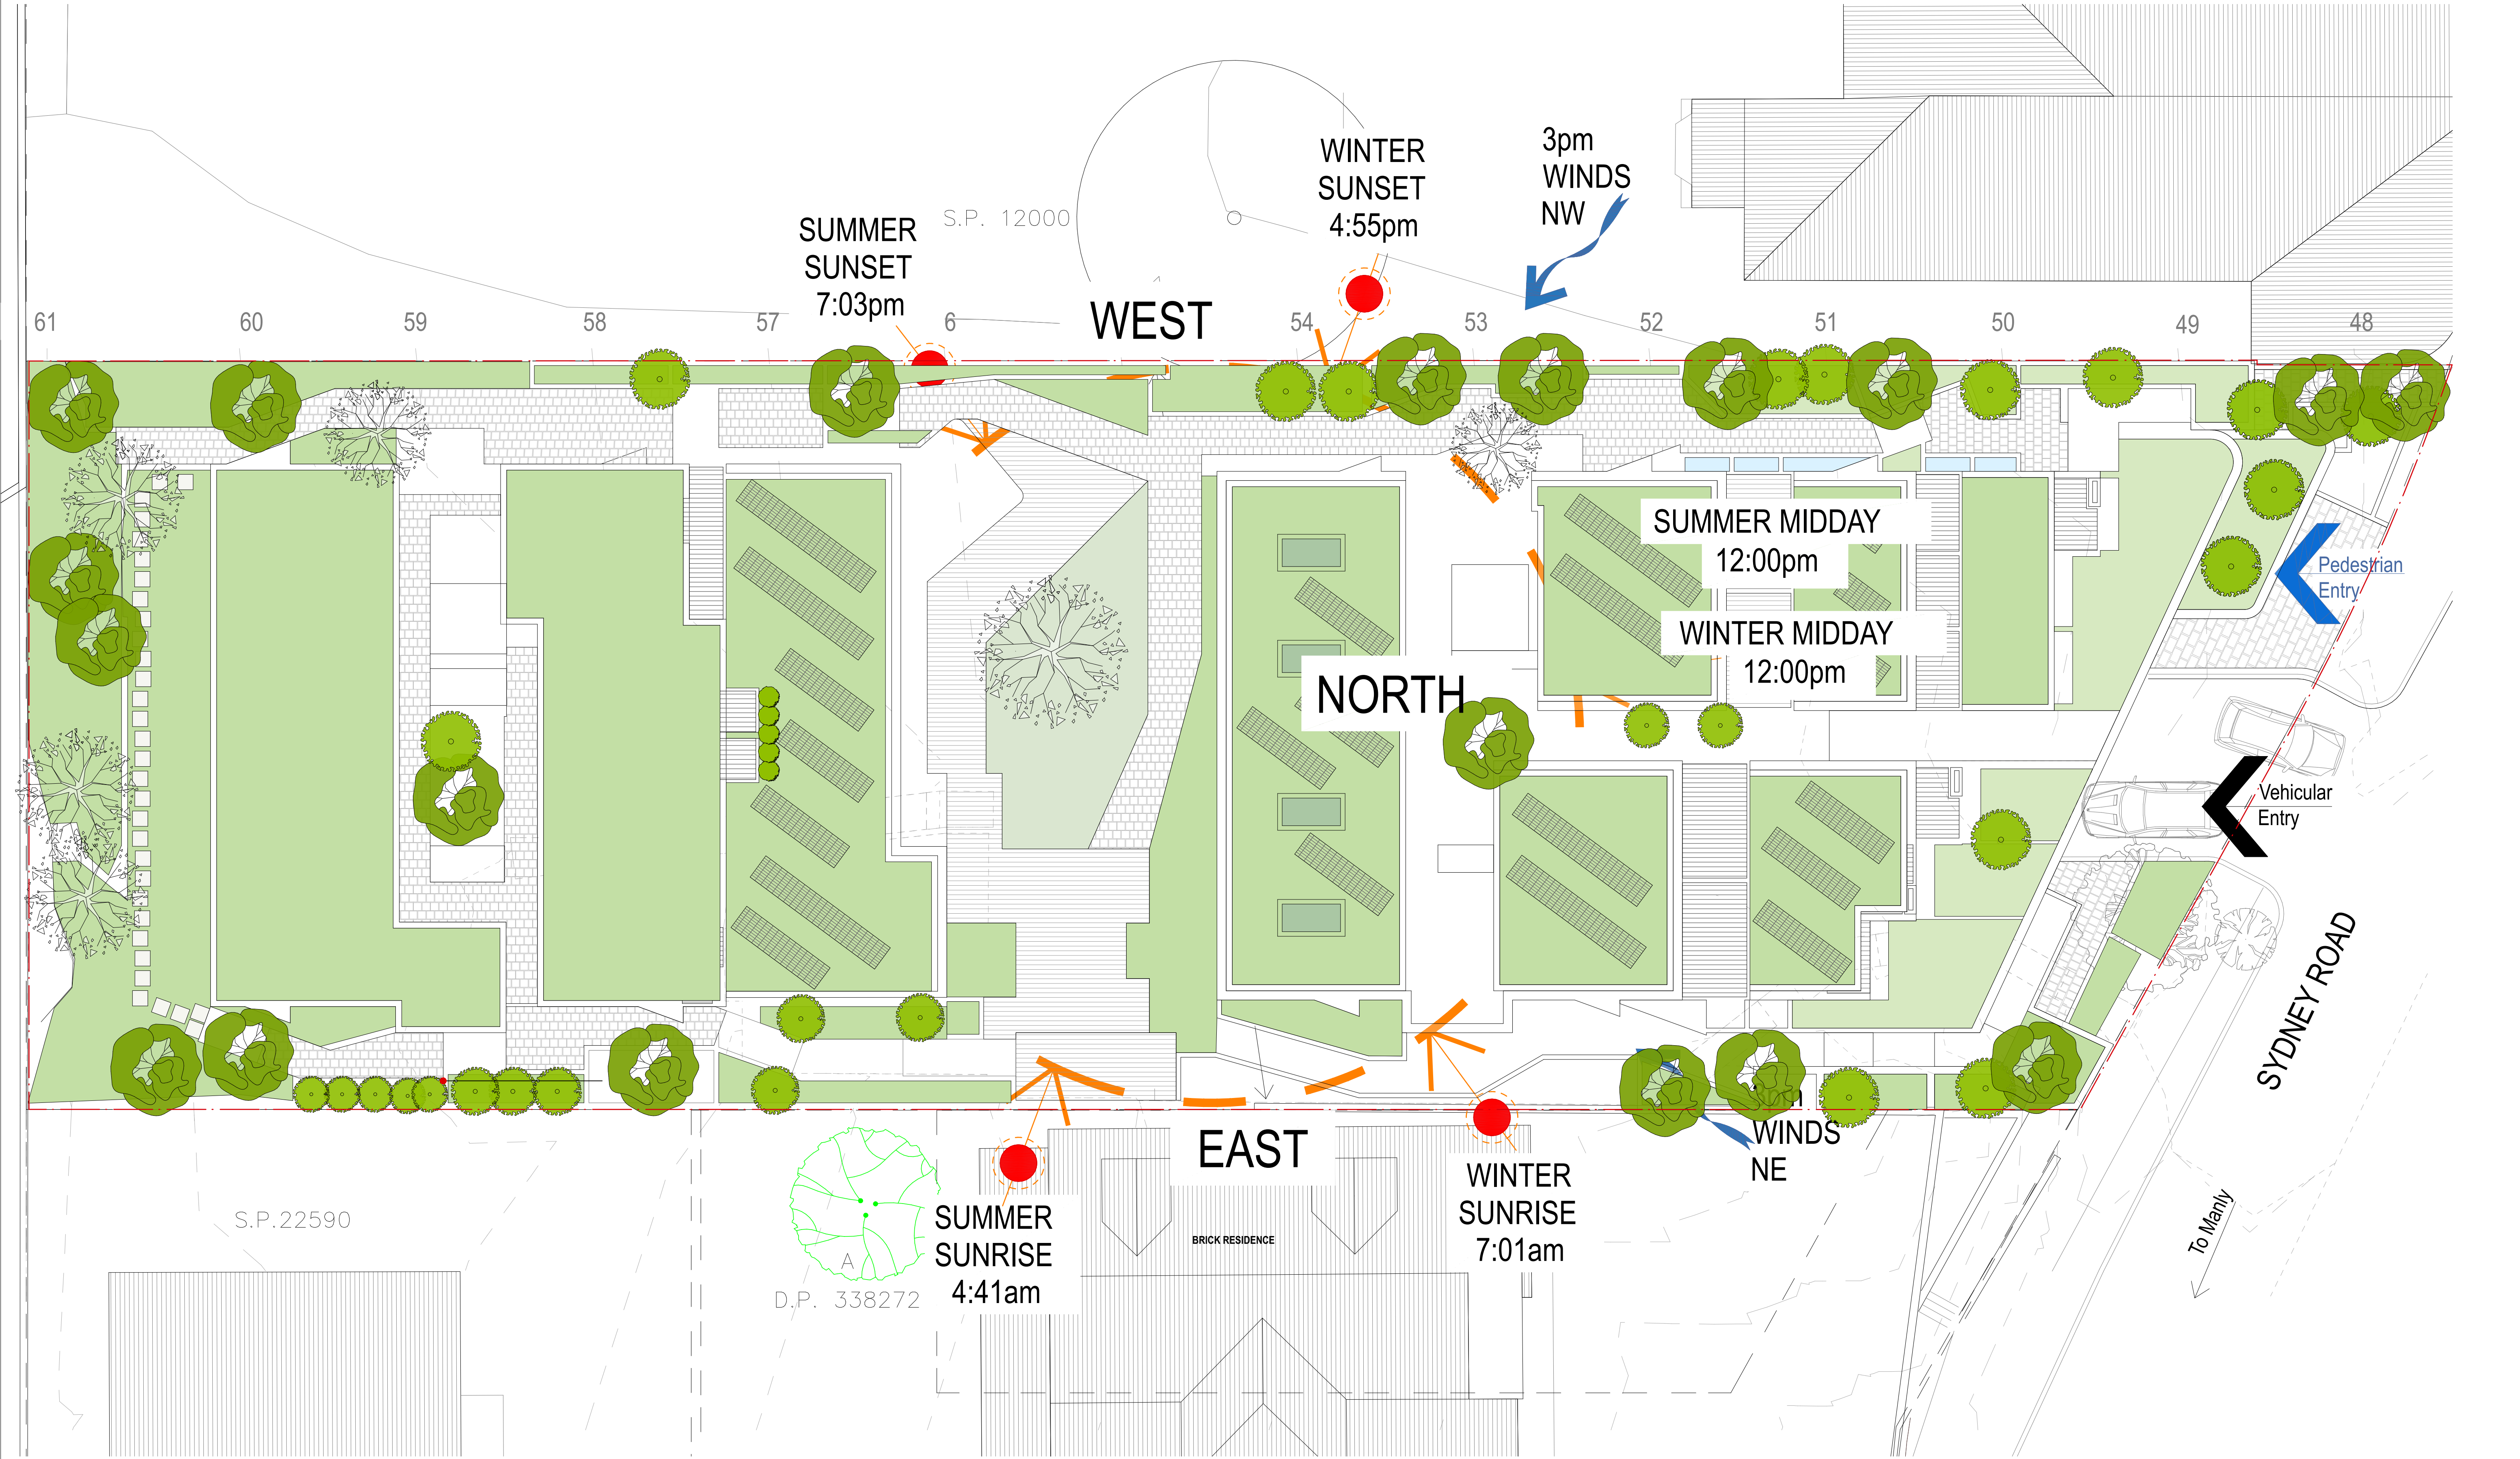 3pm
WINDS
NW
WINTER
SUNSET
4:55pm
SUMMER
SUNSET
7:03pm
S.P. 12000
WEST
61
60
59
58
57
6
54
53
52
51
50
49
48
SUMMER MIDDAY
12:00pm
WINTER MIDDAY
12:00pm
NORTH
Pedestrian
Entry
Vehicular
Entry
SYDNEY ROAD
To Manly
WINDS
NE
EAST
WINTER
SUNRISE
7:01am
SUMMER
SUNRISE
4:41am
BRICK RESIDENCE
S.P.22590
A
D.P. 338272